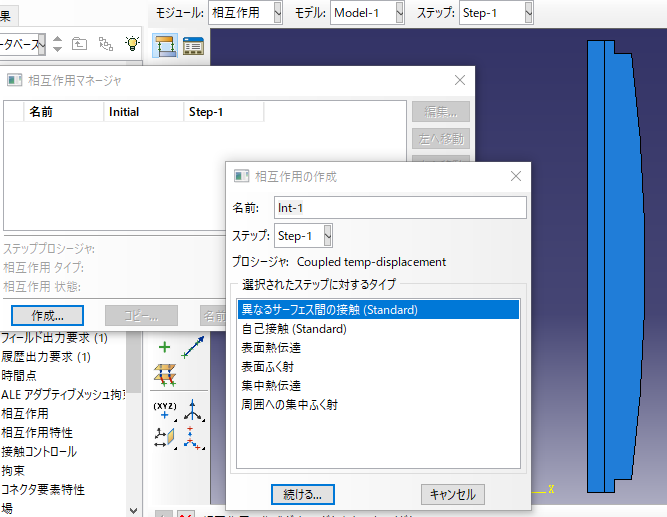 果
モジュール: 相互作用 モデル: Model-1 ステップ: Step-1
ータベース
相互作用マネージャ
名前 Initial Step-1
編集...
左へ移動
ステッププロシージャ:
相互作用 タイプ:
相互作用 状態:
作成... コピー... 名前
相互作用の作成
名前: Int-1
ステップ: Step-1
プロシージャ: Coupled temp-displacement
選択されたステップに対するタイプ
異なるサーフェス間の接触 (Standard)
自己接触 (Standard)
表面熱伝達
表面ふく射
集中熱伝達
周囲への集中ふく射
続ける... キャンセル
フィールド出力要求 (1)
履歴出力要求 (1)
時間点
ALE アダプティブメッシュ拘束
相互作用
相互作用特性
接触コントロール
拘束
コネクタ要素特性
場
(XYZ)
X